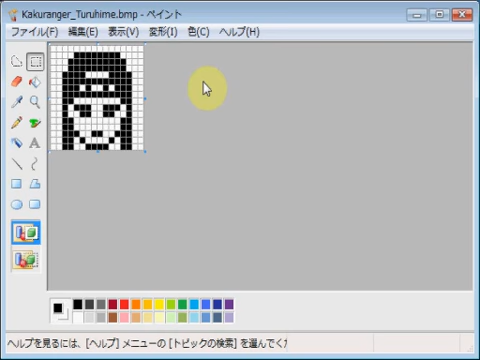 Kakuranger_Turuhime.bmp - ペイント
ファイル(F) 編集(E) 表示(V) 変形(I) 色(C) ヘルプ(H)
A
ヘルプを見るには、[ヘルプ] メニューの [トピックの検索] を選んでくだ